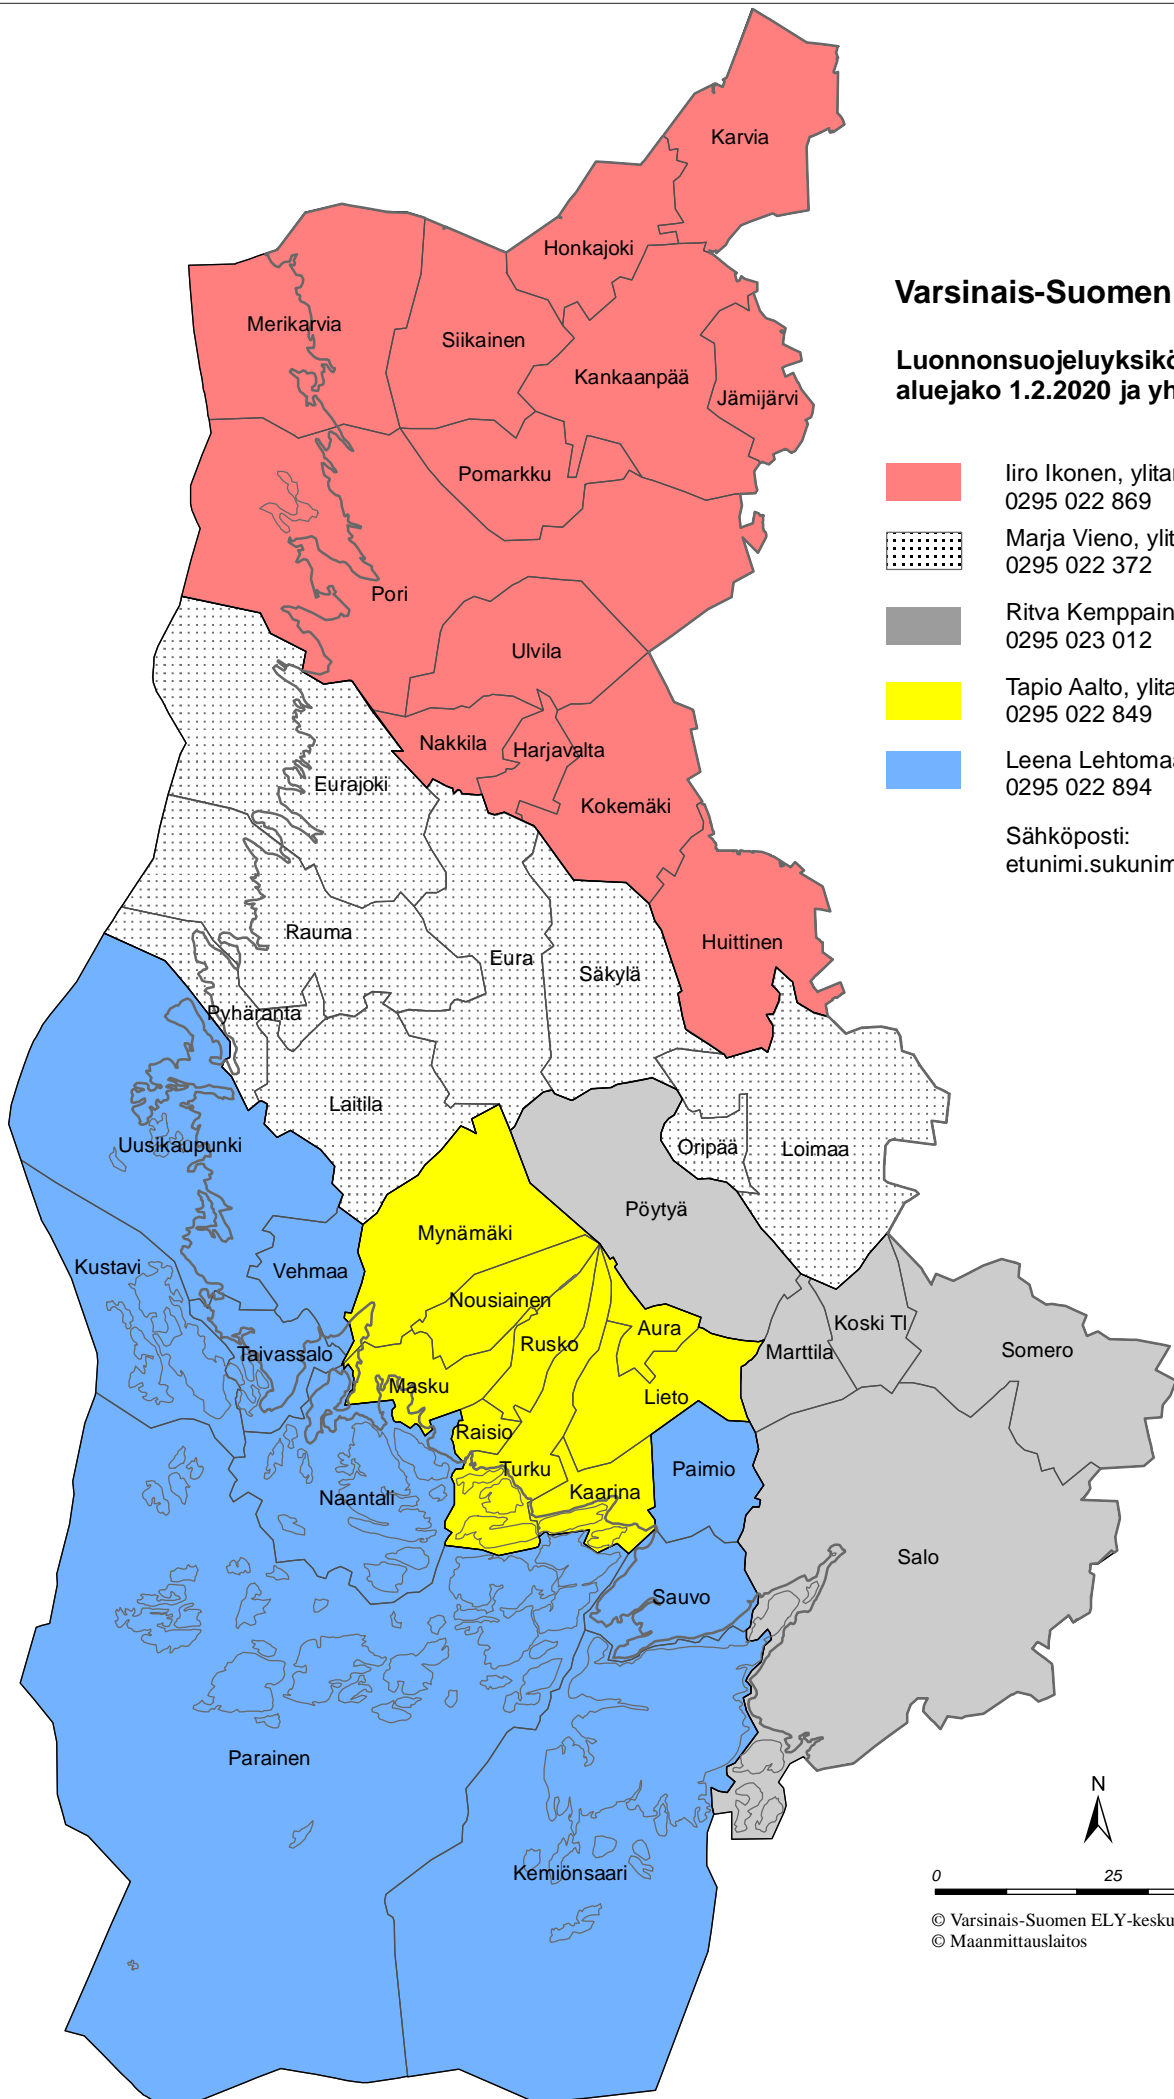 Karvia
Honkajoki
Merikarvia
Siikainen
Kankaanpää
Jämijärvi
Pomarkku
Pori
Ulvila
Nakkila
Harjavalta
Kokemäki
Eurajoki
Huittinen
Rauma
Eura
Säkylä
Pyhäranta
Laitila
Uusikaupunki
Oripää
Loimaa
Pöytyä
Mynämäki
Kustavi
Vehmaa
Nousiainen
Aura
Koski Tl
Rusko
Marttila
Somero
Taivassalo
Masku
Lieto
Raisio
Turku
Paimio
Naantali
Kaarina
Salo
Sauvo
Parainen
Kemiönsaari
Varsinais-Suomen
Luonnonsuojeluyksikö
aluejako 1.2.2020 ja yh
Iiro Ikonen, ylitar
0295 022 869
Marja Vieno, ylit
0295 022 372
Ritva Kemppain
0295 023 012
Tapio Aalto, ylita
0295 022 849
Leena Lehtomaa
0295 022 894
Sähköposti:
etunimi.sukunim
N
0 25
© Varsinais-Suomen ELY-kesku
© Maanmittauslaitos